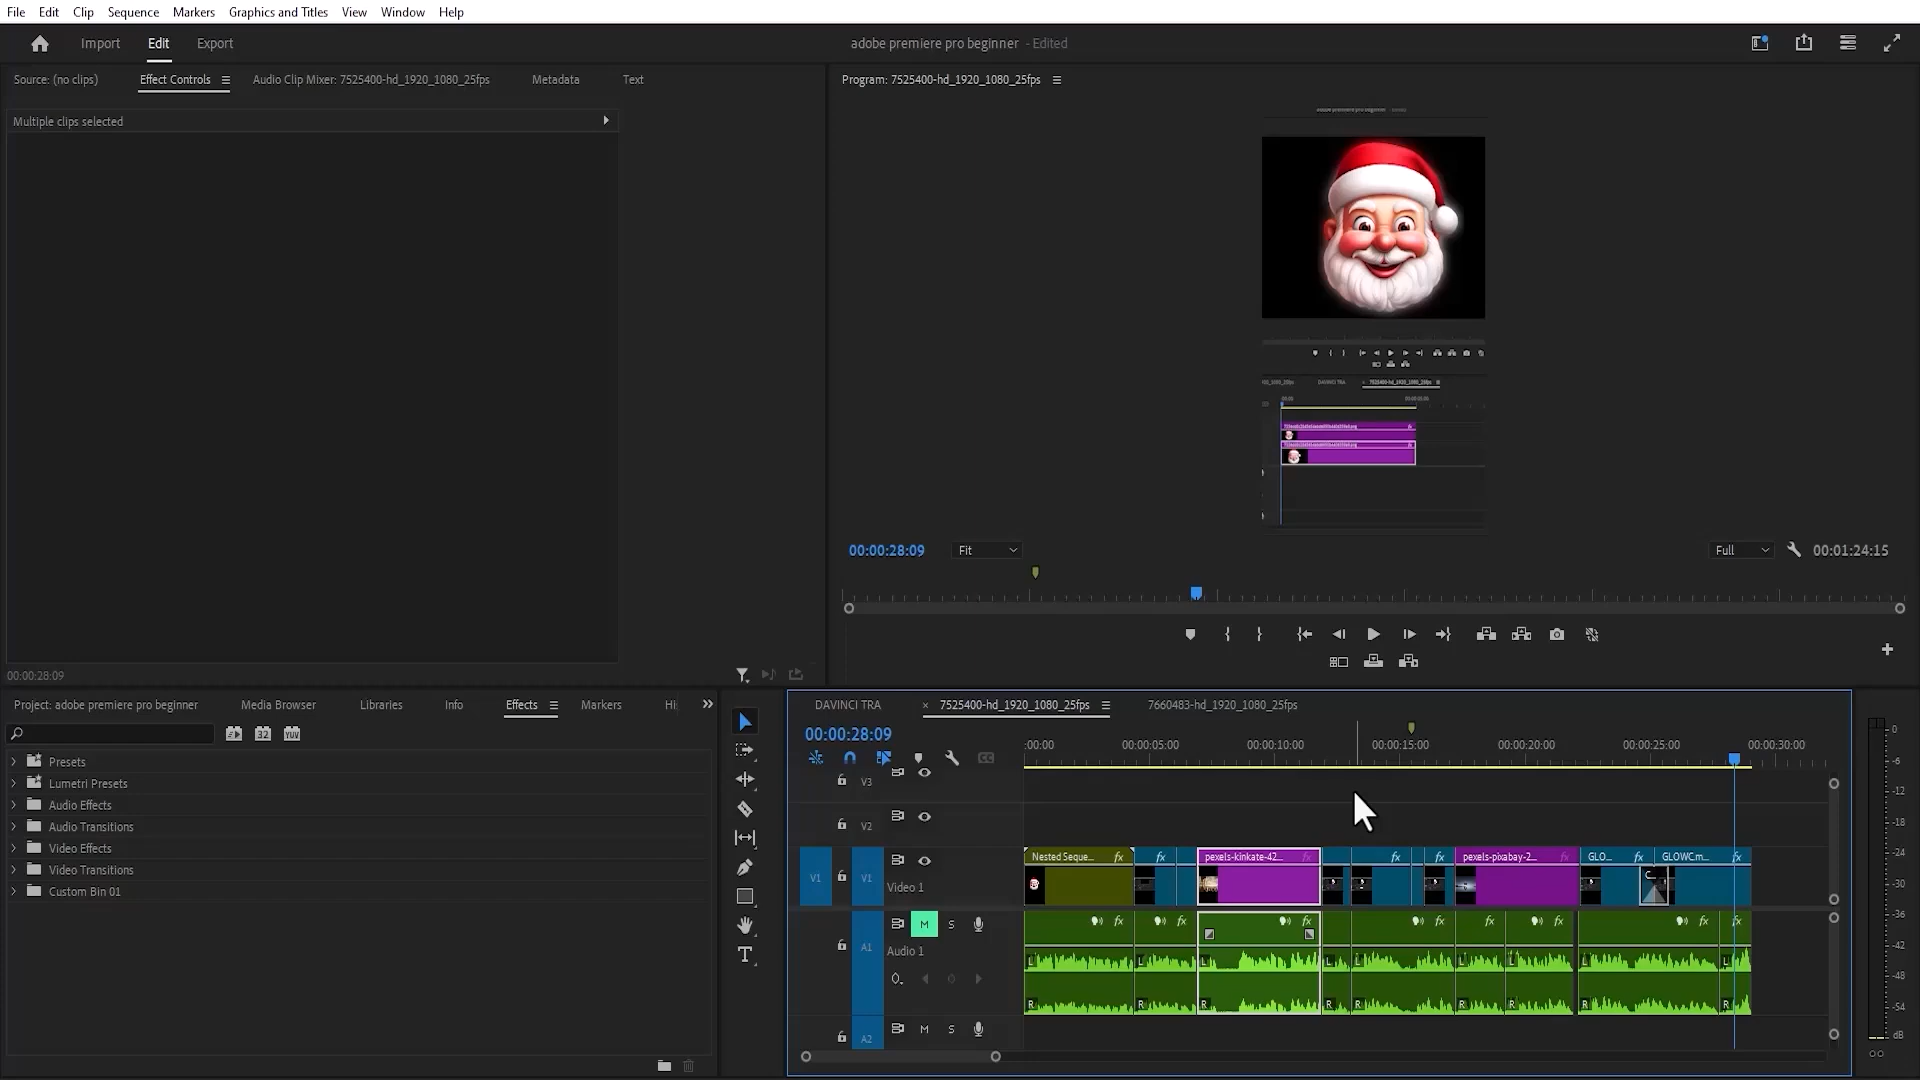 File Edit Clip Sequence Markers Graphics and Titles View Window Help
Import Edit Export
adobe premiere pro beginner - Edited
Source: (no clips) Effect Controls Audio Clip Mixer: 7525400-hd_1920_1080_25fps Metadata Text
Program: 7525400-hd_1920_1080_25fps
Multiple clips selected
00:00:28:09 Fit Full 00:01:24:15
00:00:28:09
Project: adobe premiere pro beginner Media Browser Libraries Info Effects Markers Hi
32 YUV
Presets
Lumetri Presets
Audio Effects
Audio Transitions
Video Effects
Video Transitions
Custom Bin 01
DAVINCI TRA × 7525400-hd_1920_1080_25fps 7660483-hd_1920_1080_25fps
00:00:28:09
:00:00 00:00:05:00 00:00:10:00 00:00:15:00 00:00:20:00 00:00:25:00 00:00:30:00
V3
V2
V1 V1 Video 1
Nested Seque... fx fx pexels-kinkate-42... fx fx fx pexels-pixabay-2... fx GLO... fx GLOWC.m... fx
A1 M S Audio 1
fx fx fx fx fx fx fx fx
L L L L L L L L L
R R R R R R R R R
A2 M S
T
0
-6
-12
-18
-24
-30
-36
-42
-48
-54
dB